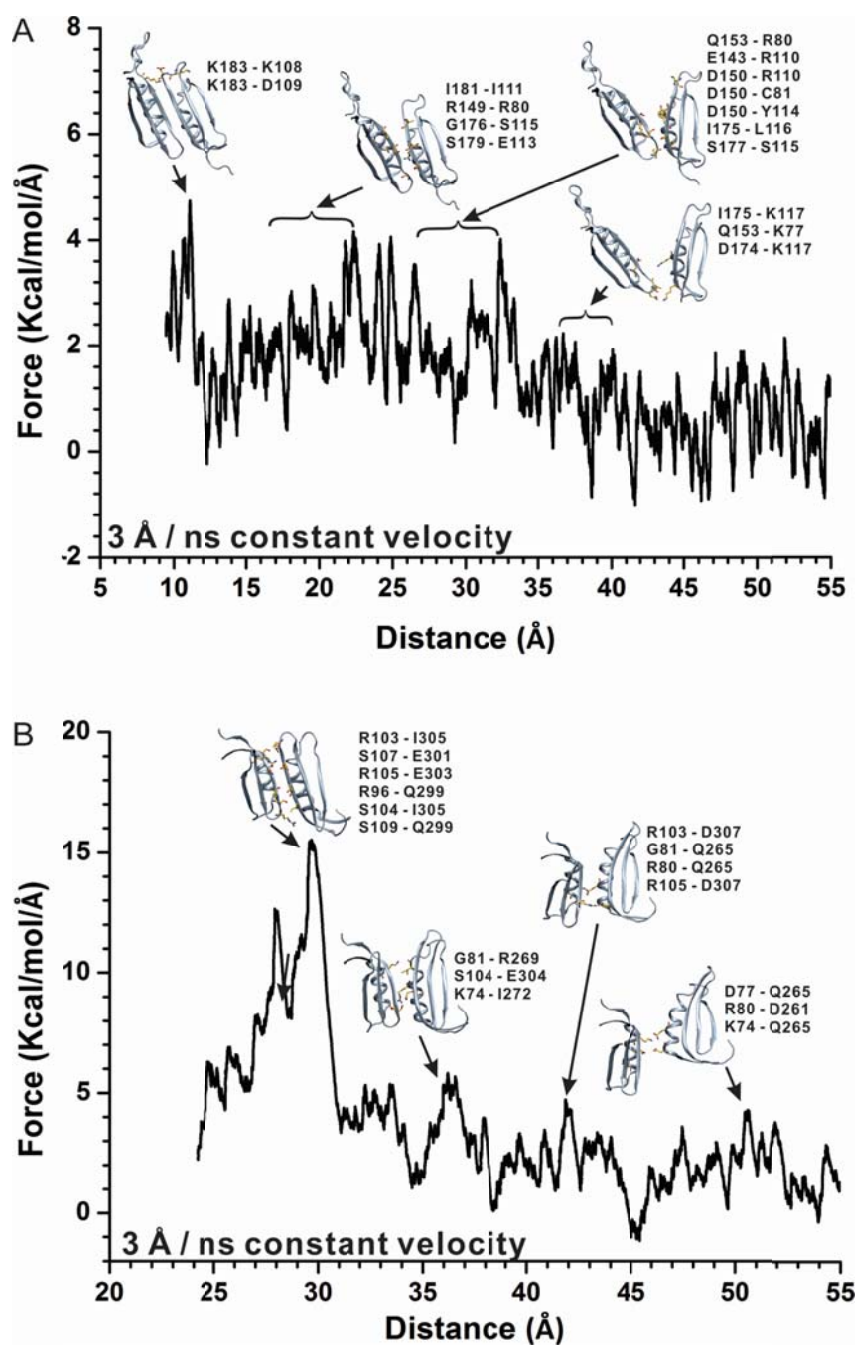 A
K183 - K108
K183 - D109
I181 - I111
R149 - R80
G176 - S115
S179 - E113
Q153 - R80
E143 - R110
D150 - R110
D150 - C81
D150 - Y114
I175 - L116
S177 - S115
I175 - K117
Q153 - K77
D174 - K117
8
6
4
2
0
-2
Force (Kcal/mol/Å)
3 Å / ns constant velocity
5 10 15 20 25 30 35 40 45 50 55
Distance (Å)
B
R103 - I305
S107 - E301
R105 - E303
R96 - Q299
S104 - I305
S109 - Q299
G81 - R269
S104 - E304
K74 - I272
R103 - D307
G81 - Q265
R80 - Q265
R105 - D307
D77 - Q265
R80 - D261
K74 - Q265
20
15
10
5
0
Force (Kcal/mol/Å)
3 Å / ns constant velocity
20 25 30 35 40 45 50 55
Distance (Å)